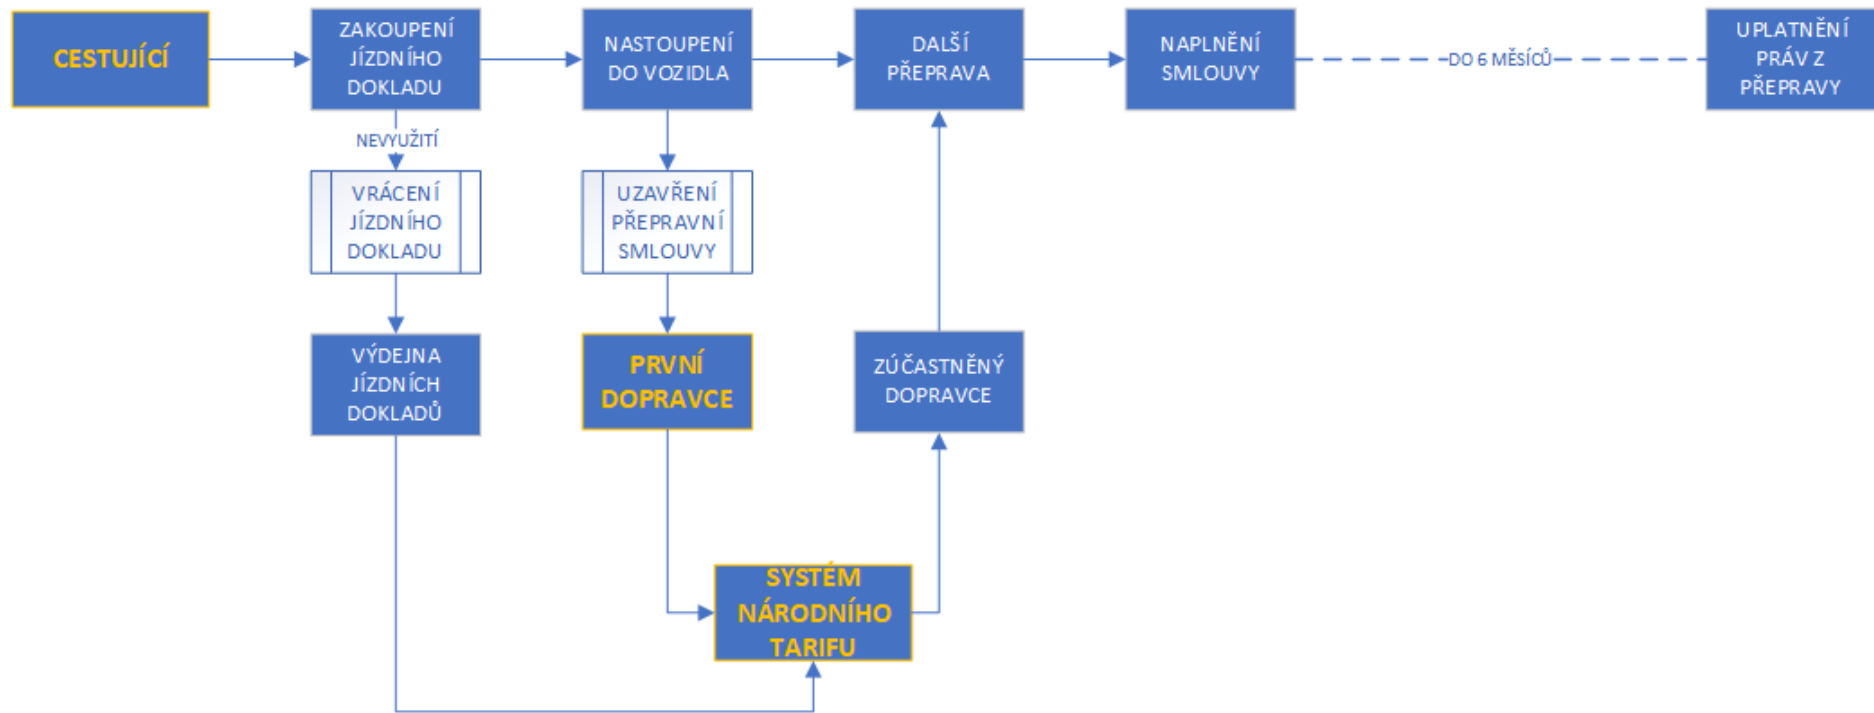 CESTUJÍCÍ
ZAKOUPENÍ
JÍZDNÍHO
DOKLADU
NASTOUPENÍ
DO VOZIDLA
DALŠÍ
PŘEPRAVA
NAPLNĚNÍ
SMLOUVY
DO 6 MĚSÍCŮ
UPLATNĚNÍ
PRÁV Z
PŘEPRAVY
NEVYUŽITÍ
VRÁCENÍ
JÍZDNÍHO
DOKLADU
UZAVŘENÍ
PŘEPRAVNÍ
SMLOUVY
VÝDEJNA
JÍZDNÍCH
DOKLADŮ
PRVNÍ
DOPRAVCE
ZÚČASTNĚNÝ
DOPRAVCE
SYSTÉM
NÁRODNÍHO
TARIFU